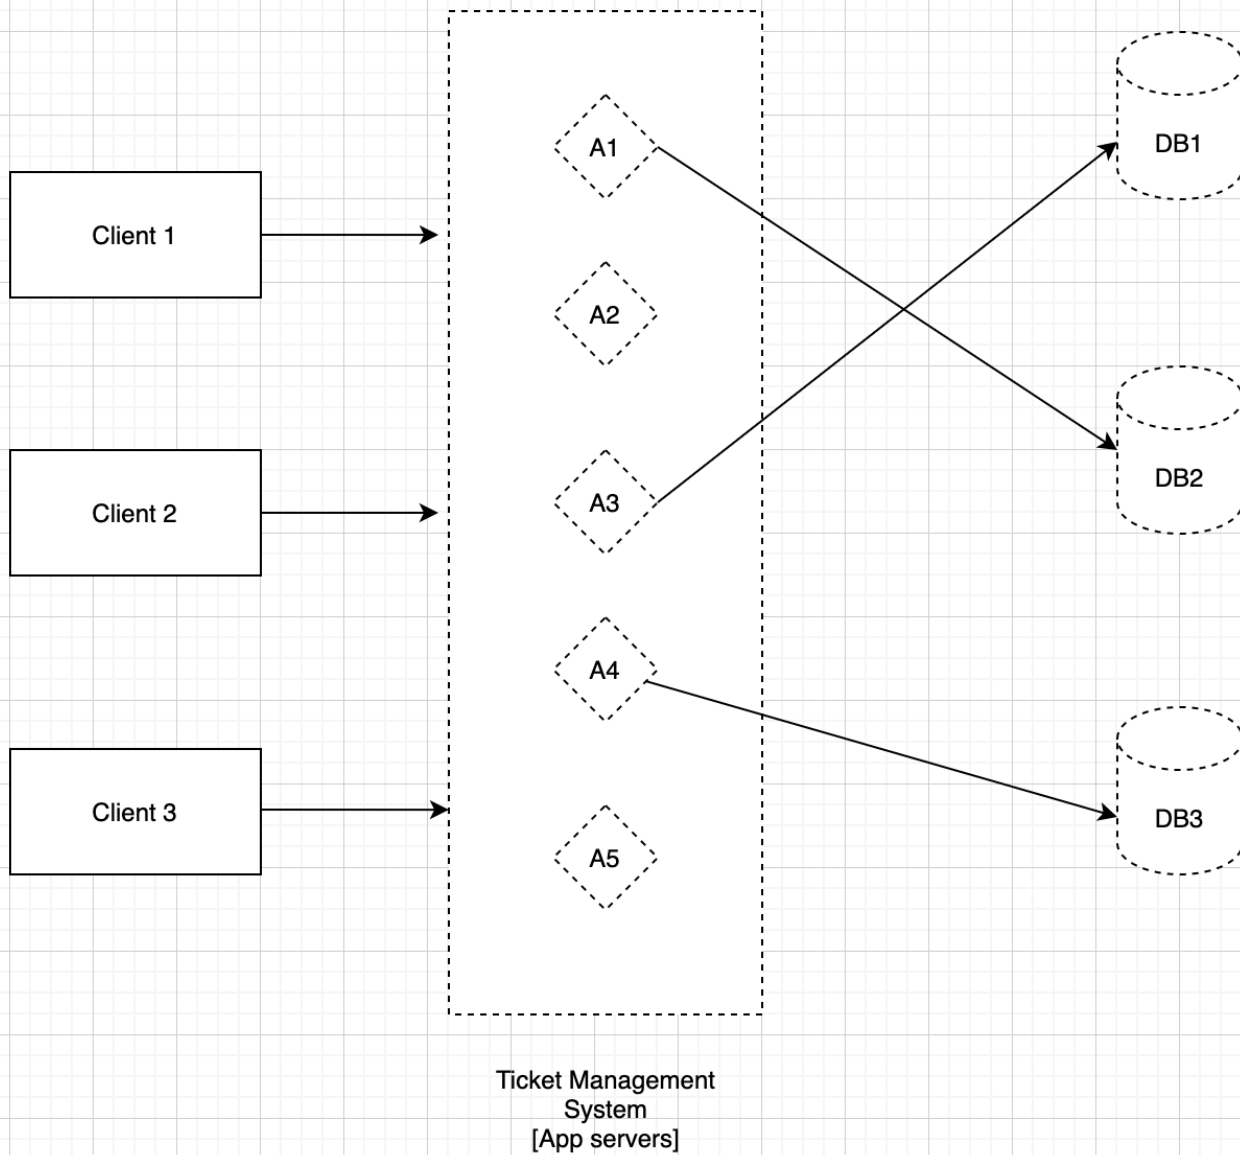 Client 1
Client 2
Client 3
A1
A2
A3
A4
A5
DB1
DB2
DB3
Ticket Management
System
[App servers]